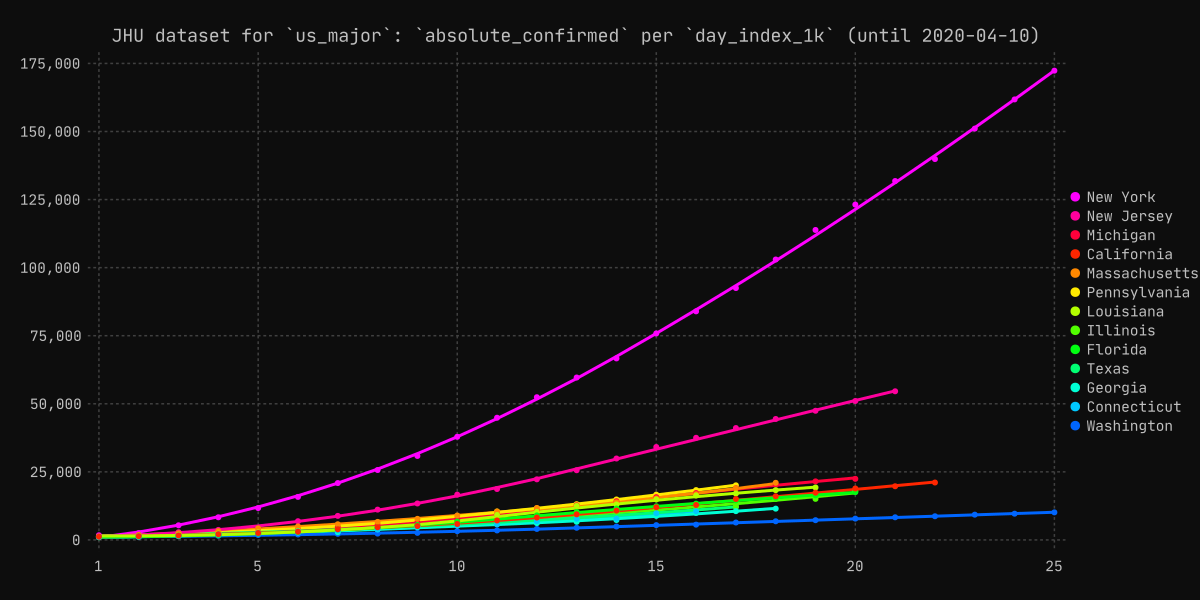 JHU dataset for `us_major`: `absolute_confirmed` per `day_index_1k` (until 2020-04-10)
175,000
150,000
125,000
100,000
75,000
50,000
25,000
0
1
5
10
15
20
25
New York
New Jersey
Michigan
California
Massachusetts
Pennsylvania
Louisiana
Illinois
Florida
Texas
Georgia
Connecticut
Washington